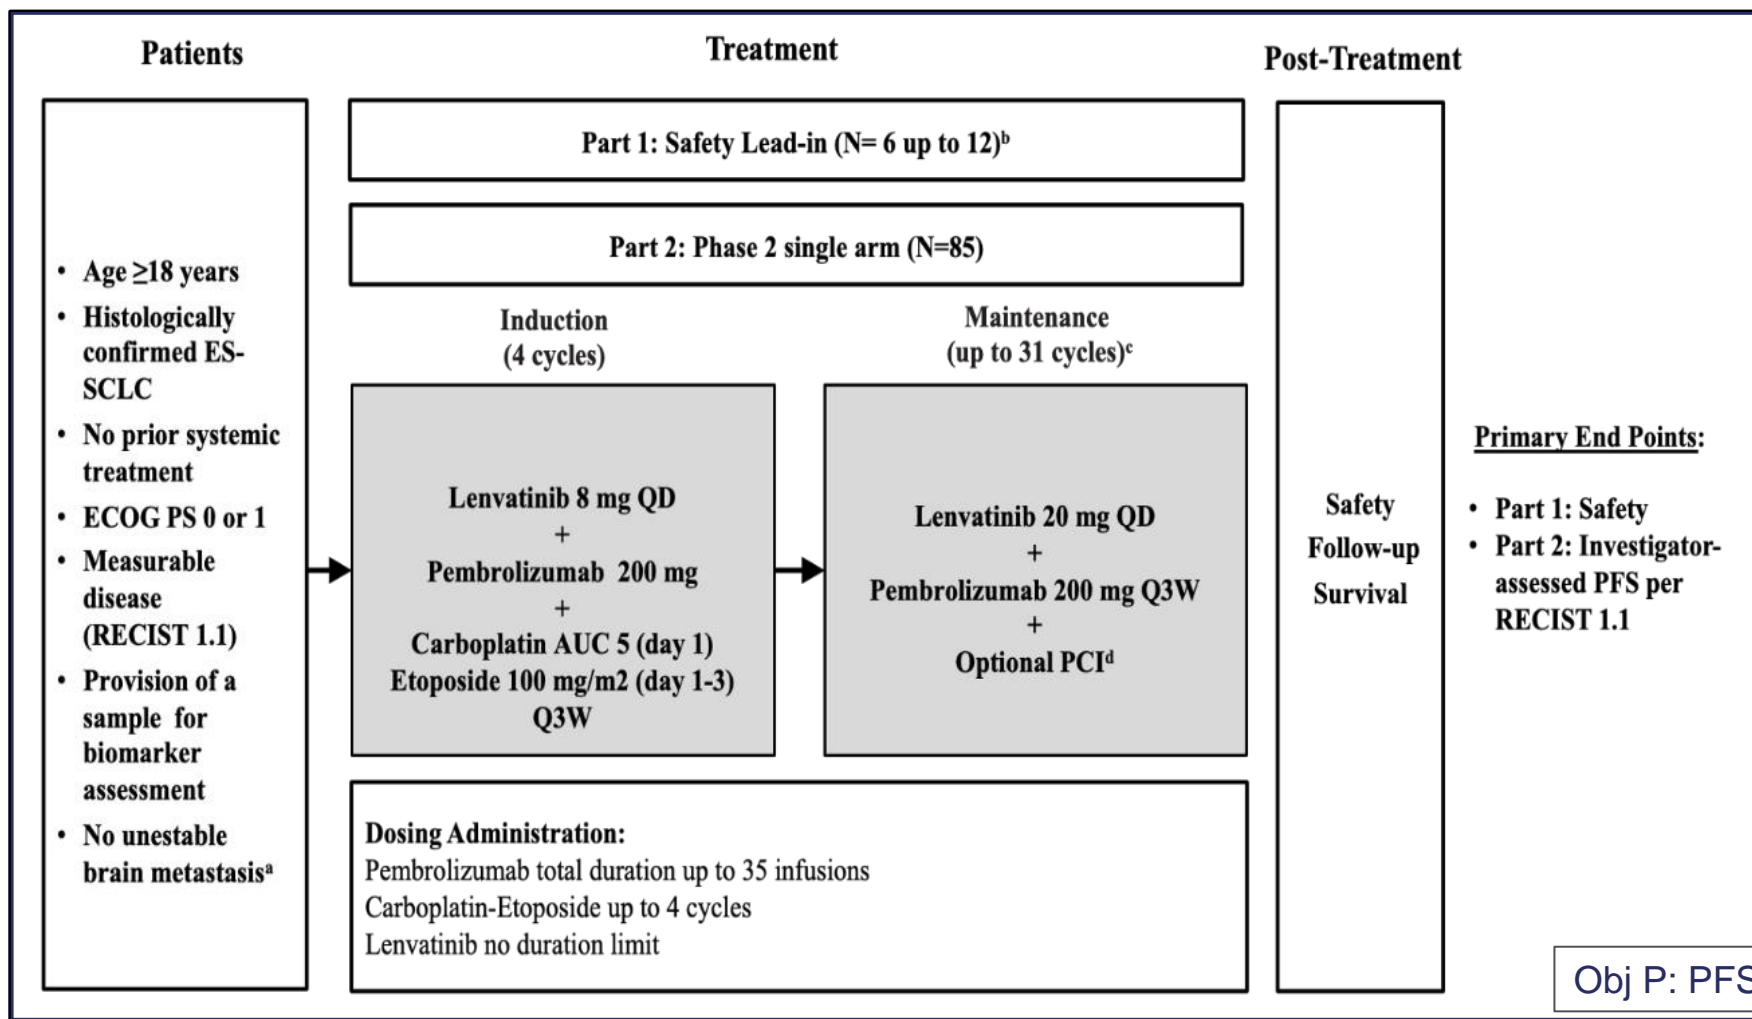 Patients
Treatment
Post-Treatment
• Age ≥18 years
• Histologically
confirmed ES-
SCLC
• No prior systemic
treatment
• ECOG PS 0 or 1
• Measurable
disease
(RECIST 1.1)
• Provision of a
sample for
biomarker
assessment
• No unestable
brain metastasisᵃ
Part 1: Safety Lead-in (N= 6 up to 12)ᵇ
Part 2: Phase 2 single arm (N=85)
Induction
(4 cycles)
Lenvatinib 8 mg QD
+
Pembrolizumab 200 mg
+
Carboplatin AUC 5 (day 1)
Etoposide 100 mg/m2 (day 1-3)
Q3W
Maintenance
(up to 31 cycles)ᶜ
Lenvatinib 20 mg QD
+
Pembrolizumab 200 mg Q3W
+
Optional PCIᵈ
Dosing Administration:
Pembrolizumab total duration up to 35 infusions
Carboplatin-Etoposide up to 4 cycles
Lenvatinib no duration limit
Safety
Follow-up
Survival
Primary End Points:
• Part 1: Safety
• Part 2: Investigator-
assessed PFS per
RECIST 1.1
Obj P: PFS